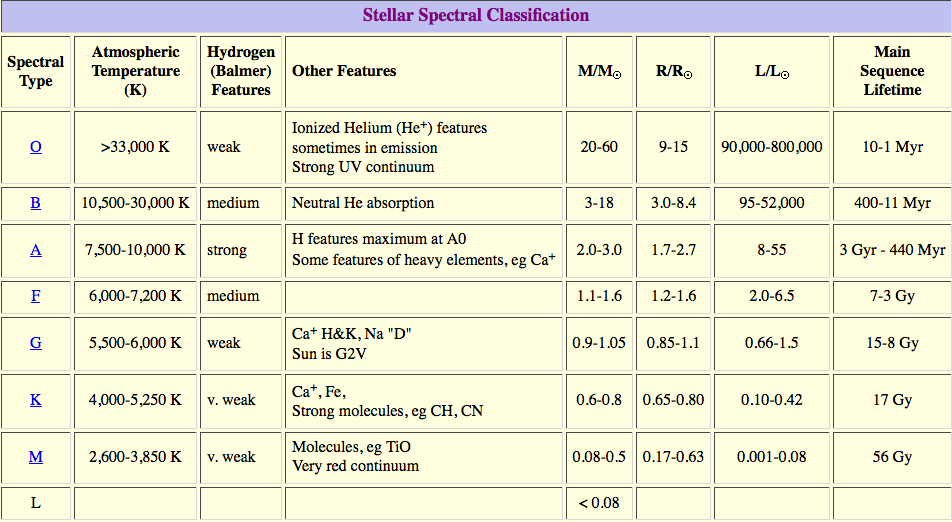 Stellar Spectral Classification
Spectral Type Atmospheric Temperature (K) Hydrogen (Balmer) Features Other Features M/M☉ R/R☉ L/L☉ Main Sequence Lifetime
O >33,000 K weak Ionized Helium (He+) features
sometimes in emission
Strong UV continuum 20-60 9-15 90,000-800,000 10-1 Myr
B 10,500-30,000 K medium Neutral He absorption 3-18 3.0-8.4 95-52,000 400-11 Myr
A 7,500-10,000 K strong H features maximum at A0
Some features of heavy elements, eg Ca+ 2.0-3.0 1.7-2.7 8-55 3 Gyr - 440 Myr
F 6,000-7,200 K medium 1.1-1.6 1.2-1.6 2.0-6.5 7-3 Gy
G 5,500-6,000 K weak Ca+ H&K, Na "D"
Sun is G2V 0.9-1.05 0.85-1.1 0.66-1.5 15-8 Gy
K 4,000-5,250 K v. weak Ca+, Fe,
Strong molecules, eg CH, CN 0.6-0.8 0.65-0.80 0.10-0.42 17 Gy
M 2,600-3,850 K v. weak Molecules, eg TiO
Very red continuum 0.08-0.5 0.17-0.63 0.001-0.08 56 Gy
L < 0.08